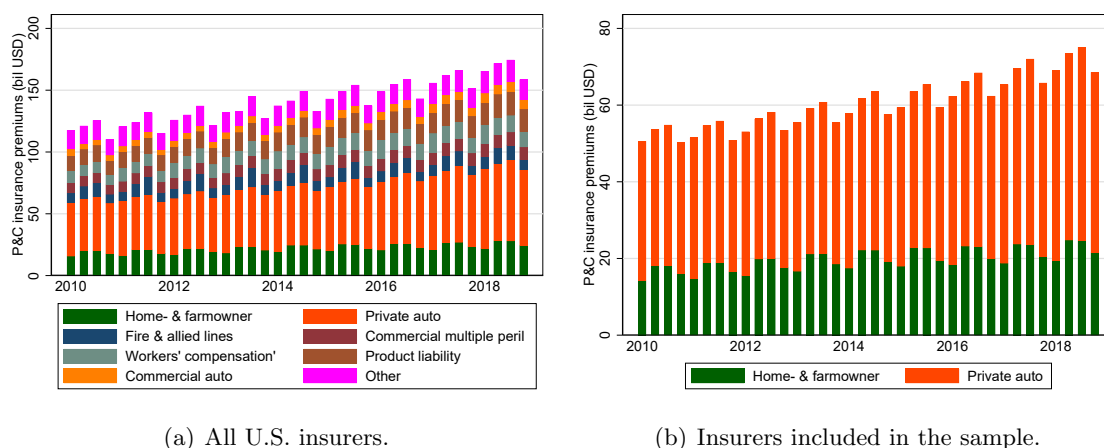 P&C insurance premiums (bil USD)
200
150
100
50
0
2010 2012 2014 2016 2018
Home- & farmowner Private auto
Fire & allied lines Commercial multiple peril
Workers' compensation' Product liability
Commercial auto Other
(a) All U.S. insurers.
P&C insurance premiums (bil USD)
80
60
40
20
0
2010 2012 2014 2016 2018
Home- & farmowner Private auto
(b) Insurers included in the sample.